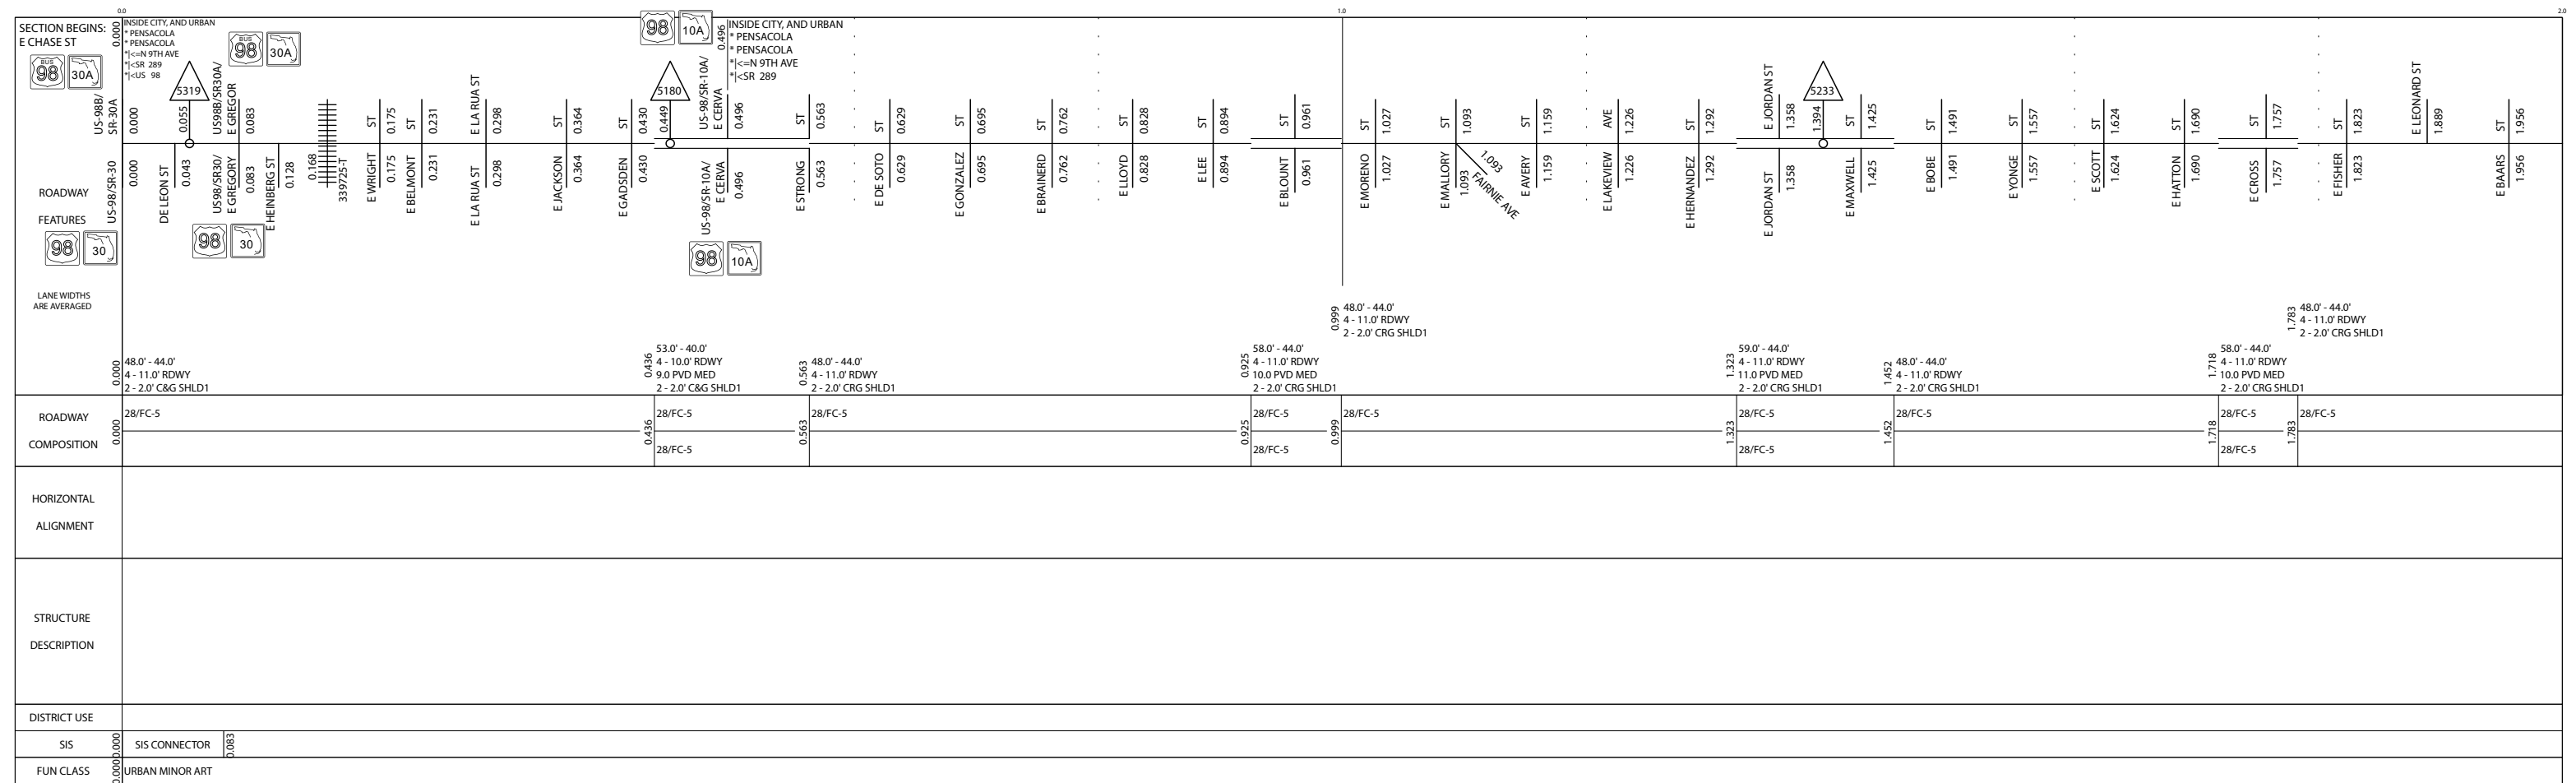 0.0
1.0
2.0
SECTION BEGINS:
E CHASE ST
BUS
98
30A
0.000
INSIDE CITY, AND URBAN
* PENSACOLA
* PENSACOLA
*|<=N 9TH AVE
*|<SR 289
*|<US 98
BUS
98
30A
98
10A
0.496
INSIDE CITY, AND URBAN
* PENSACOLA
* PENSACOLA
*|<=N 9TH AVE
*|<SR 289
US-98B/
SR-30A
0.000
5319
0.055
US98B/SR30A/
E GREGOR
0.083
ST
0.175
ST
0.231
E LA RUA ST
0.298
ST
0.364
ST
0.430
5180
0.449
US-98/SR-10A/
E CERVA
0.496
ST
0.563
ST
0.629
ST
0.695
ST
0.762
ST
0.828
ST
0.894
ST
0.961
ST
1.027
ST
1.093
ST
1.159
AVE
1.226
ST
1.292
E JORDAN ST
1.358
5233
1.394
ST
1.425
ST
1.491
ST
1.557
ST
1.624
ST
1.690
ST
1.757
ST
1.823
E LEONARD ST
1.889
ST
1.956
ROADWAY
FEATURES
98
30
US-98/SR-30
0.000
DE LEON ST
0.043
US98/SR30/
E GREGORY
0.083
98
30
E HEINBERG ST
0.128
0.168
339725-T
E WRIGHT
0.175
E BELMONT
0.231
E LA RUA ST
0.298
E JACKSON
0.364
E GADSDEN
0.430
US-98/SR-10A/
E CERVA
0.496
98
10A
E STRONG
0.563
E DE SOTO
0.629
E GONZALEZ
0.695
E BRAINERD
0.762
E LLOYD
0.828
E LEE
0.894
E BLOUNT
0.961
E MORENO
1.027
E MALLORY
1.093
1.093
FAIRNIE AVE
E AVERY
1.159
E LAKEVIEW
1.226
E HERNANDEZ
1.292
E JORDAN ST
1.358
E MAXWELL
1.425
E BOBE
1.491
E YONGE
1.557
E SCOTT
1.624
E HATTON
1.690
E CROSS
1.757
E FISHER
1.823
E BAARS
1.956
LANE WIDTHS
ARE AVERAGED
0.000
48.0' - 44.0'
4 - 11.0' RDWY
2 - 2.0' C&G SHLD1
0.436
53.0' - 40.0'
4 - 10.0' RDWY
9.0 PVD MED
2 - 2.0' C&G SHLD1
0.563
48.0' - 44.0'
4 - 11.0' RDWY
2 - 2.0' CRG SHLD1
0.925
58.0' - 44.0'
4 - 11.0' RDWY
10.0 PVD MED
2 - 2.0' CRG SHLD1
0.999
48.0' - 44.0'
4 - 11.0' RDWY
2 - 2.0' CRG SHLD1
1.323
59.0' - 44.0'
4 - 11.0' RDWY
11.0 PVD MED
2 - 2.0' CRG SHLD1
1.452
48.0' - 44.0'
4 - 11.0' RDWY
2 - 2.0' CRG SHLD1
1.718
58.0' - 44.0'
4 - 11.0' RDWY
10.0 PVD MED
2 - 2.0' CRG SHLD1
1.783
48.0' - 44.0'
4 - 11.0' RDWY
2 - 2.0' CRG SHLD1
ROADWAY
COMPOSITION
0.000
28/FC-5
0.436
28/FC-5
28/FC-5
0.563
28/FC-5
0.925
28/FC-5
28/FC-5
0.999
28/FC-5
1.323
28/FC-5
28/FC-5
1.452
28/FC-5
1.718
28/FC-5
28/FC-5
1.783
28/FC-5
HORIZONTAL
ALIGNMENT
STRUCTURE
DESCRIPTION
DISTRICT USE
SIS
0.000
SIS CONNECTOR
0.083
FUN CLASS
0.000
URBAN MINOR ART